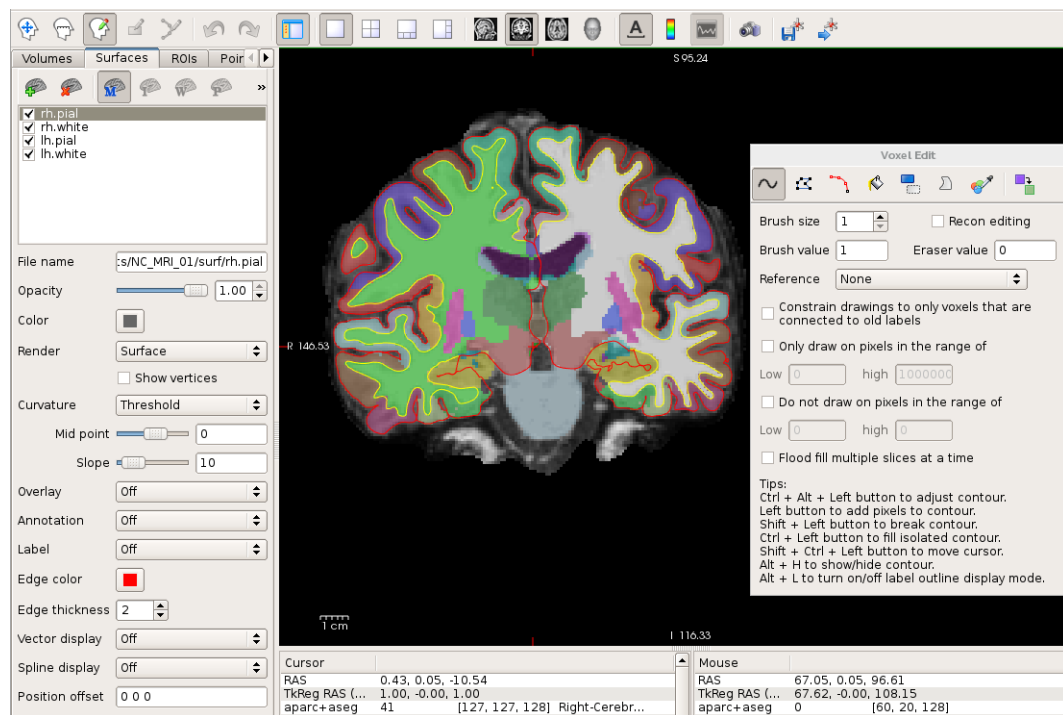 Volumes Surfaces ROIs Poir
M T W P »
rh.pial
rh.white
lh.pial
lh.white
File name :s/NC_MRI_01/surf/rh.pial
Opacity 1.00
Color
Render Surface
Show vertices
Curvature Threshold
Mid point 0
Slope 10
Overlay Off
Annotation Off
Label Off
Edge color
Edge thickness 2
Vector display Off
Spline display Off
Position offset 0 0 0
A
S 95.24
R 146.53
1 cm
I 116.33
Voxel Edit
Brush size 1 Recon editing
Brush value 1 Eraser value 0
Reference None
Constrain drawings to only voxels that are
connected to old labels
Only draw on pixels in the range of
Low 0 high 1000000
Do not draw on pixels in the range of
Low 0 high 0
Flood fill multiple slices at a time
Tips:
Ctrl + Alt + Left button to adjust contour.
Left button to add pixels to contour.
Shift + Left button to break contour.
Ctrl + Left button to fill isolated contour.
Shift + Ctrl + Left button to move cursor.
Alt + H to show/hide contour.
Alt + L to turn on/off label outline display mode.
Cursor
RAS 0.43, 0.05, -10.54
TkReg RAS (... 1.00, -0.00, 1.00
aparc+aseg 41 [127, 127, 128] Right-Cerebr...
Mouse
RAS 67.05, 0.05, 96.61
TkReg RAS (... 67.62, -0.00, 108.15
aparc+aseg 0 [60, 20, 128]